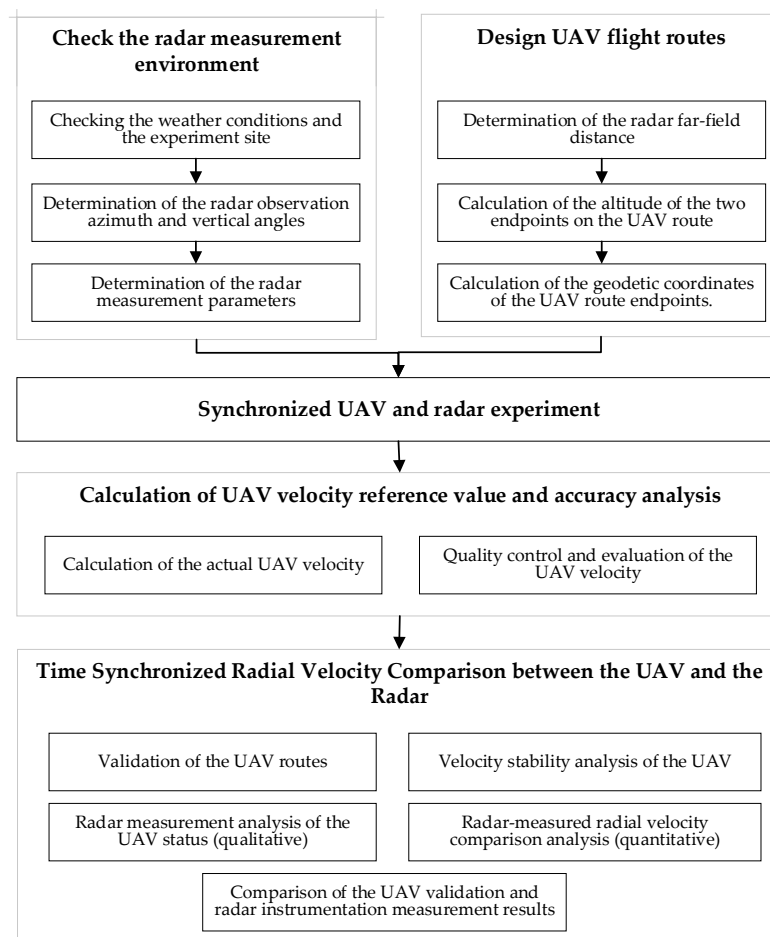 Check the radar measurement
environment
Checking the weather conditions and
the experiment site
Determination of the radar observation
azimuth and vertical angles
Determination of the radar
measurement parameters
Design UAV flight routes
Determination of the radar far-field
distance
Calculation of the altitude of the two
endpoints on the UAV route
Calculation of the geodetic coordinates
of the UAV route endpoints.
Synchronized UAV and radar experiment
Calculation of UAV velocity reference value and accuracy analysis
Calculation of the actual UAV velocity
Quality control and evaluation of the
UAV velocity
Time Synchronized Radial Velocity Comparison between the UAV and the
Radar
Validation of the UAV routes
Velocity stability analysis of the UAV
Radar measurement analysis of the
UAV status (qualitative)
Radar-measured radial velocity
comparison analysis (quantitative)
Comparison of the UAV validation and
radar instrumentation measurement results